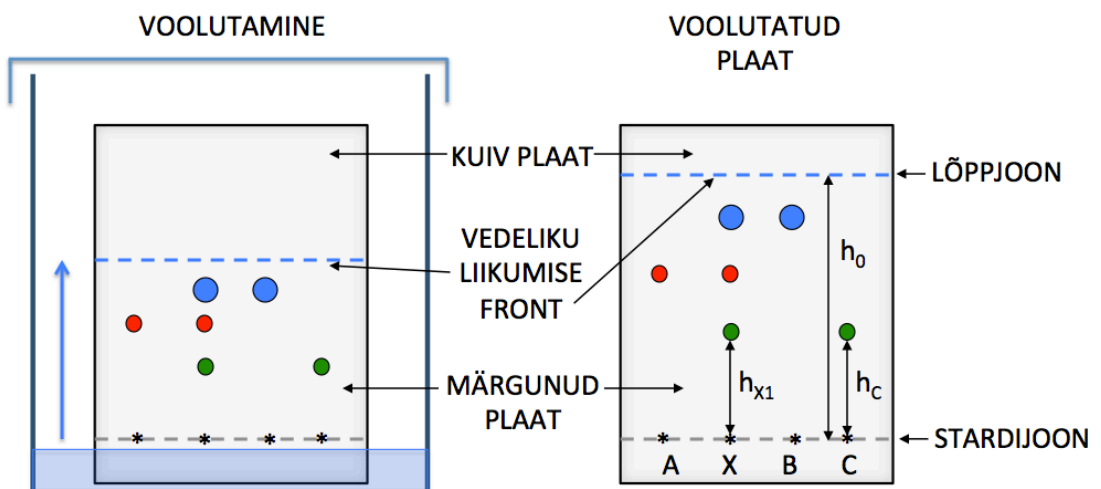 VOOLUTAMINE
VOOLUTATUD
PLAAT
KUIV PLAAT
LÕPPJOON
VEDELIKU
LIIKUMISE
FRONT
h0
MÄRGUNUD
PLAAT
hX1
hC
STARDIJOON
* * * *
* * * *
A X B C